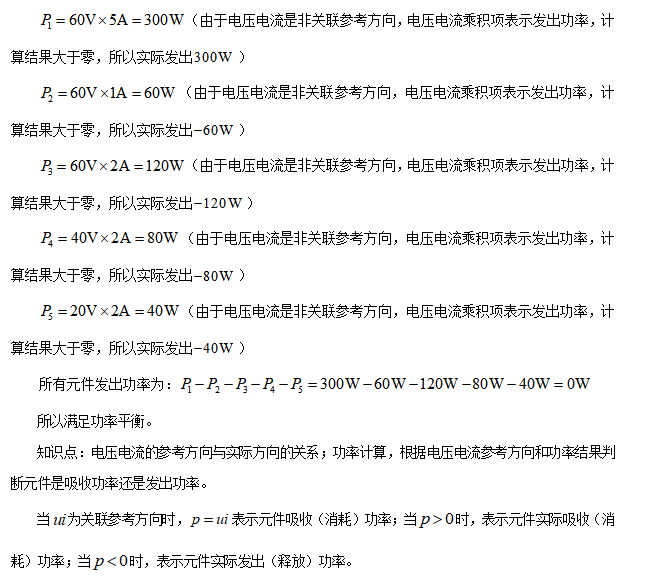 P₁＝60V×5A＝300W（由于电压电流是非关联参考方向，电压电流乘积项表示发出功率，计
算结果大于零，所以实际发出300W ）
P₂＝60V×1A＝60W（由于电压电流是非关联参考方向，电压电流乘积项表示发出功率，计
算结果大于零，所以实际发出−60W ）
P₃＝60V×2A＝120W（由于电压电流是非关联参考方向，电压电流乘积项表示发出功率，计
算结果大于零，所以实际发出−120W ）
P₄＝40V×2A＝80W（由于电压电流是非关联参考方向，电压电流乘积项表示发出功率，计
算结果大于零，所以实际发出−80W ）
P₅＝20V×2A＝40W（由于电压电流是非关联参考方向，电压电流乘积项表示发出功率，计
算结果大于零，所以实际发出−40W ）
所有元件发出功率为：P₁−P₂−P₃−P₄−P₅＝300W−60W−120W−80W−40W＝0W
所以满足功率平衡。
知识点：电压电流的参考方向与实际方向的关系；功率计算，根据电压电流参考方向和功率结果判
断元件是吸收功率还是发出功率。
当ui为关联参考方向时，p＝ui表示元件吸收（消耗）功率；当p＞0时，表示元件实际吸收（消
耗）功率；当p＜0时，表示元件实际发出（释放）功率。